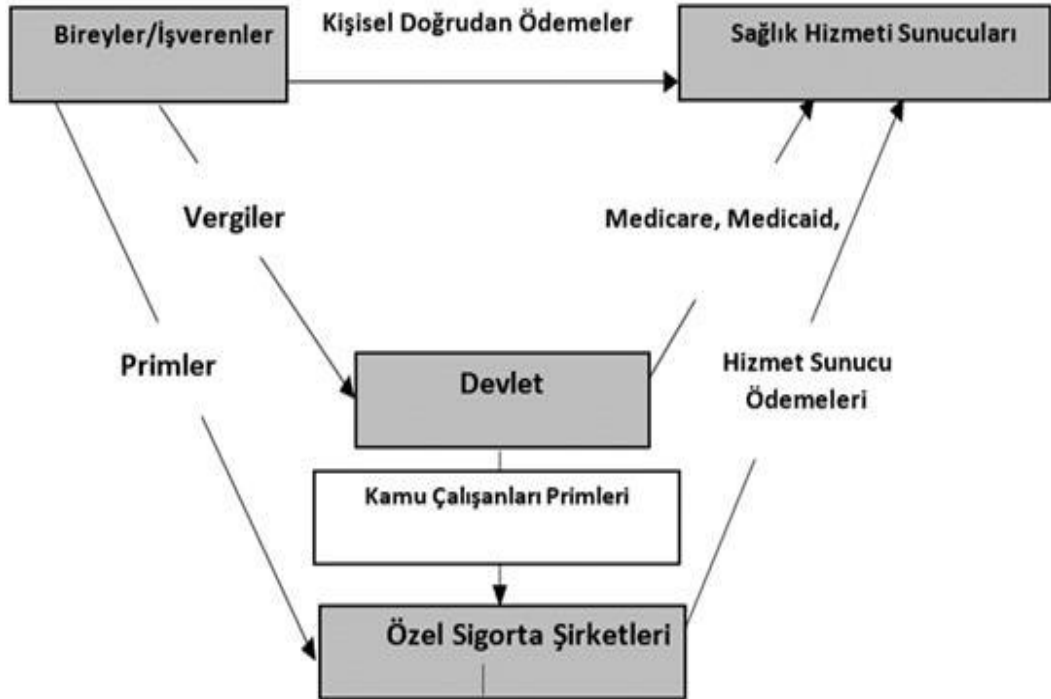 Bireyler/İşverenler
Kişisel Doğrudan Ödemeler
Sağlık Hizmeti Sunucuları
Vergiler
Medicare, Medicaid,
Primler
Devlet
Hizmet Sunucu
Ödemeleri
Kamu Çalışanları Primleri
Özel Sigorta Şirketleri